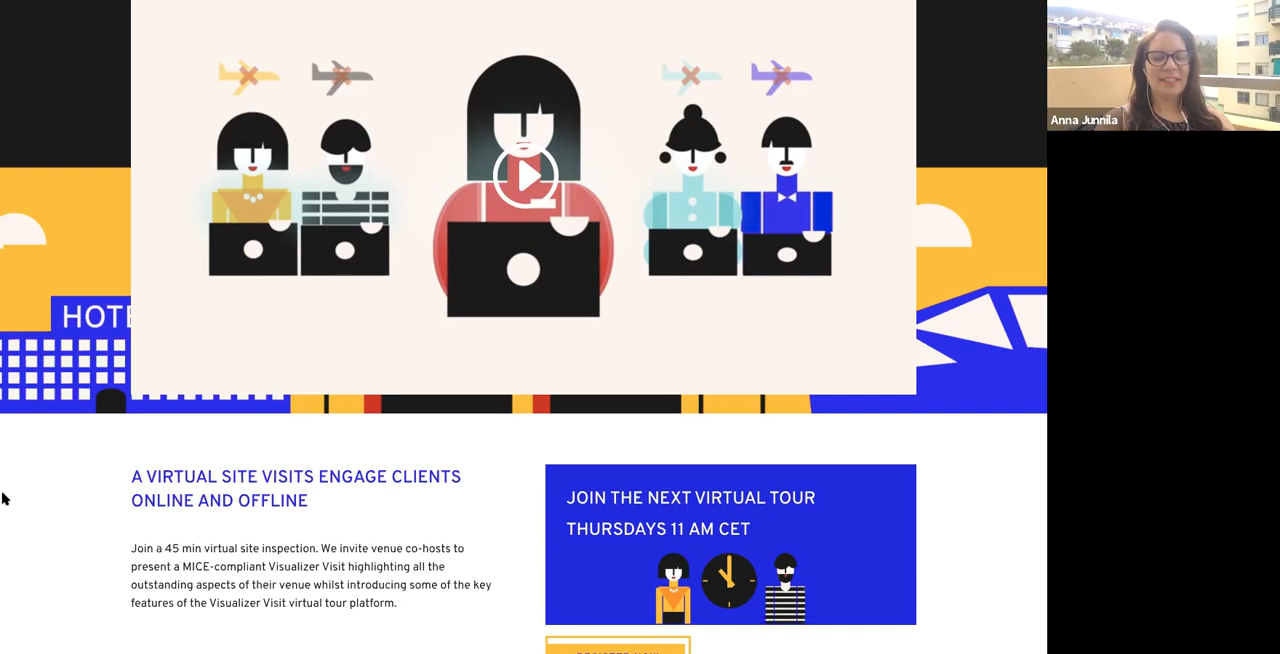 Anna Junnila
HOTE
A VIRTUAL SITE VISITS ENGAGE CLIENTS
ONLINE AND OFFLINE
Join a 45 min virtual site inspection. We invite venue co-hosts to
present a MICE-compliant Visualizer Visit highlighting all the
outstanding aspects of their venue whilst introducing some of the key
features of the Visualizer Visit virtual tour platform.
JOIN THE NEXT VIRTUAL TOUR
THURSDAYS 11 AM CET
REGISTER NOW